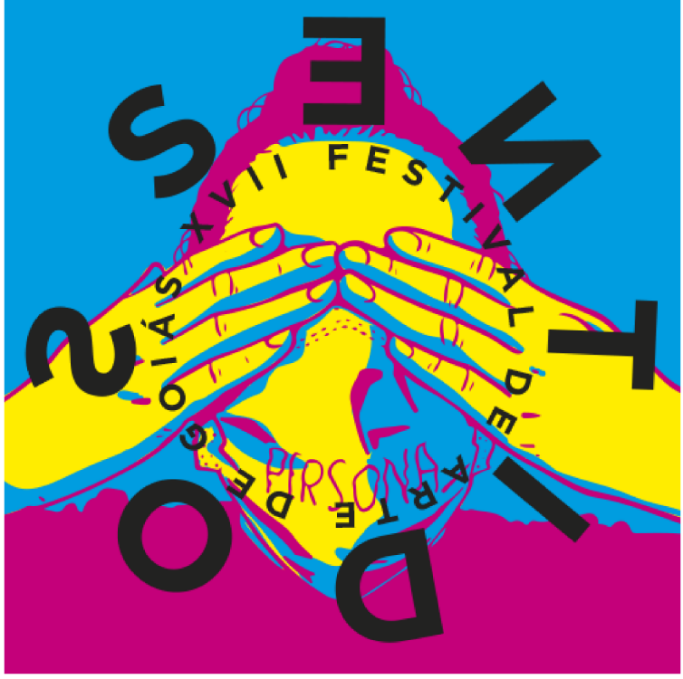 SENTIDOS
XVII FESTIVAL DE ARTE DE GOIÁS
PERSONA